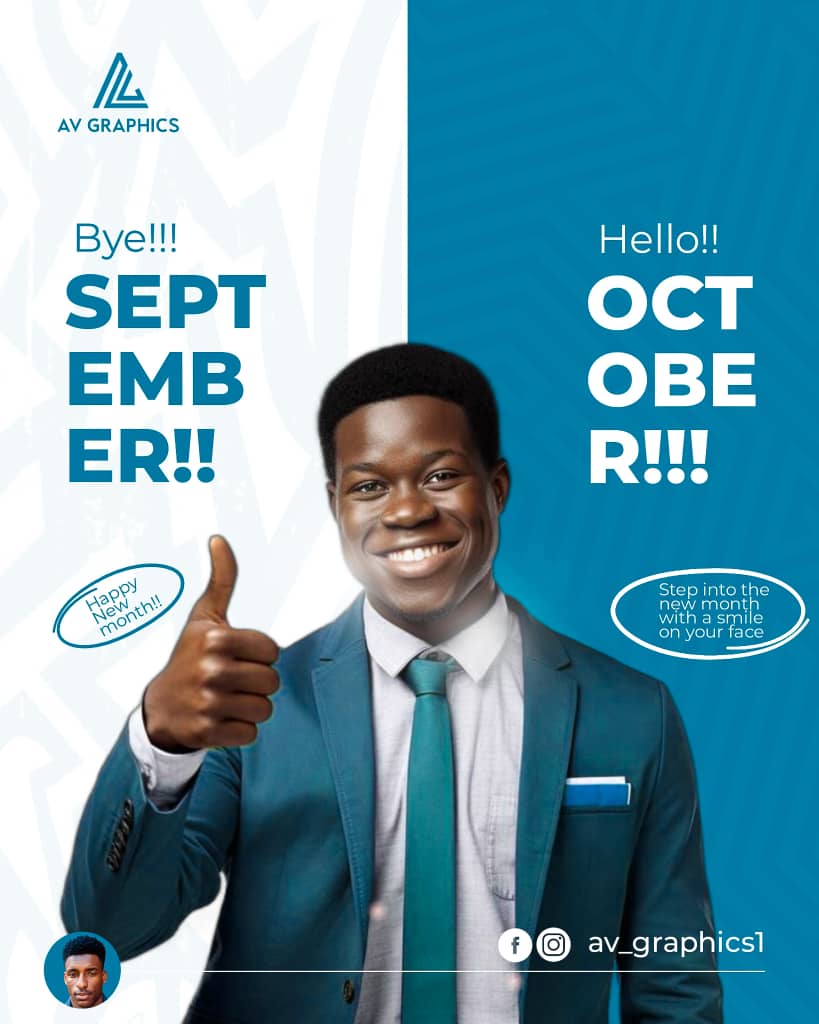 AV GRAPHICS
Bye!!!
SEPT
EMB
ER!!
Hello!!
OCT
OBE
R!!!
Happy
New
month!!
Step into the
new month
with a smile
on your face
av_graphics1